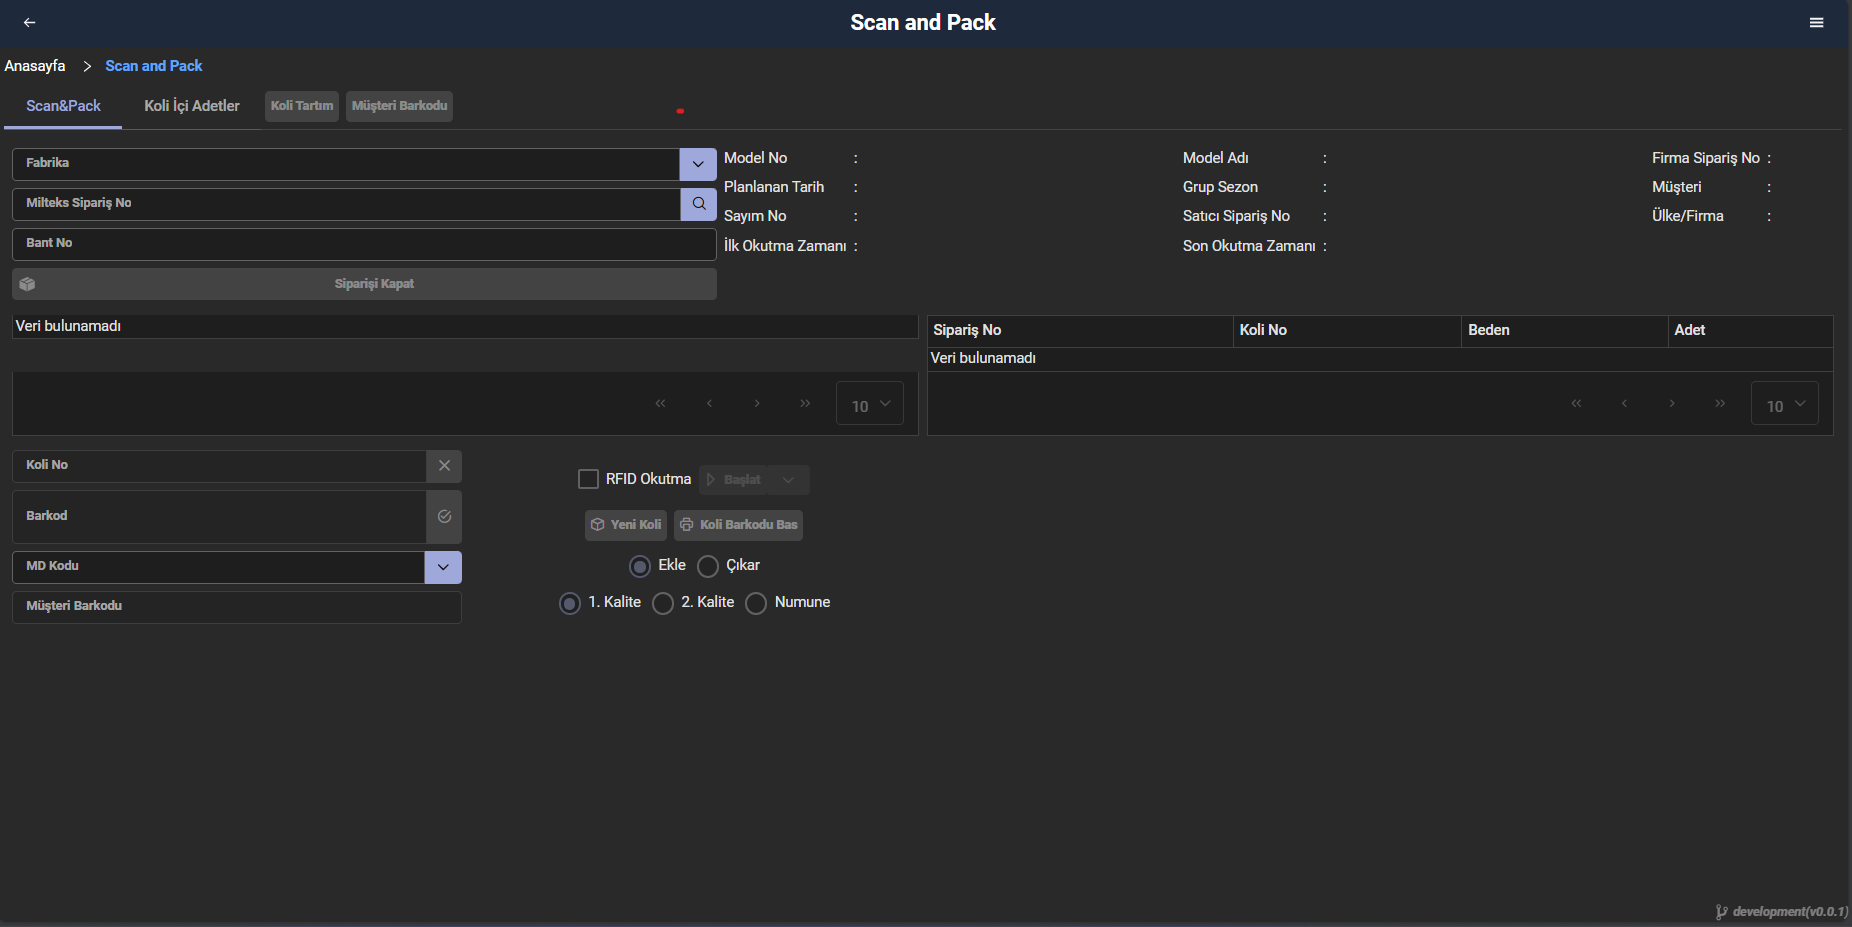 Scan and Pack
Anasayfa > Scan and Pack
Scan&Pack Koli İçi Adetler Koli Tartım Müşteri Barkodu
Fabrika
Milteks Sipariş No
Bant No
Siparişi Kapat
Model No : Model Adı : Firma Sipariş No :
Planlanan Tarih : Grup Sezon : Müşteri :
Sayım No : Satıcı Sipariş No : Ülke/Firma :
İlk Okutma Zamanı : Son Okutma Zamanı :
Veri bulunamadı
10
Sipariş No Koli No Beden Adet
Veri bulunamadı
10
Koli No
Barkod
MD Kodu
Müşteri Barkodu
RFID Okutma Başlat
Yeni Koli Koli Barkodu Bas
Ekle Çıkar
1. Kalite 2. Kalite Numune
development(v0.0.1)